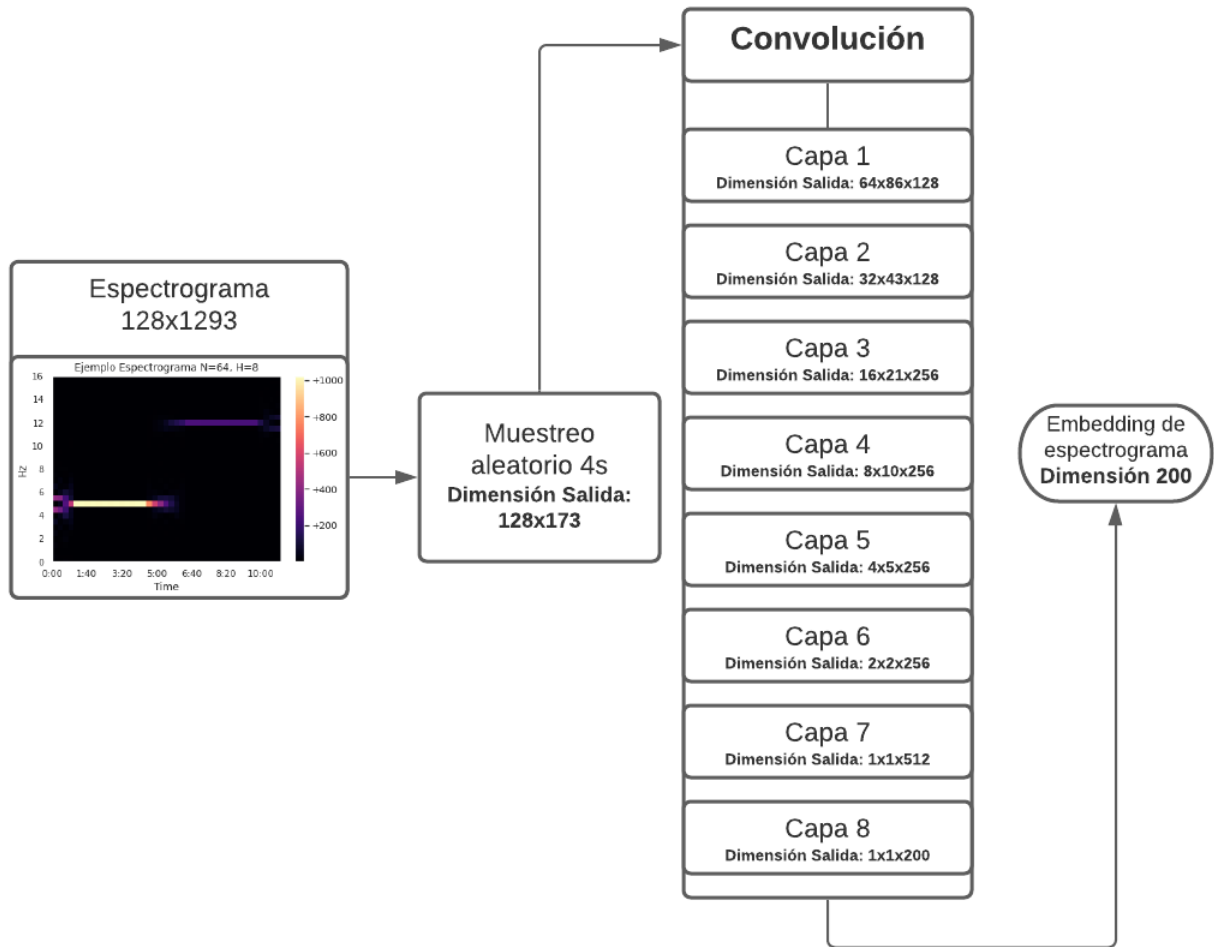 Espectrograma
128x1293
Ejemplo Espectrograma N=64, H=8
16
14
12
10
8
6
4
2
0
Hz
0:00 1:40 3:20 5:00 6:40 8:20 10:00
Time
+1000
+800
+600
+400
+200
Muestreo
aleatorio 4s
Dimensión Salida:
128x173
Convolución
Capa 1
Dimensión Salida: 64x86x128
Capa 2
Dimensión Salida: 32x43x128
Capa 3
Dimensión Salida: 16x21x256
Capa 4
Dimensión Salida: 8x10x256
Capa 5
Dimensión Salida: 4x5x256
Capa 6
Dimensión Salida: 2x2x256
Capa 7
Dimensión Salida: 1x1x512
Capa 8
Dimensión Salida: 1x1x200
Embedding de
espectrograma
Dimensión 200